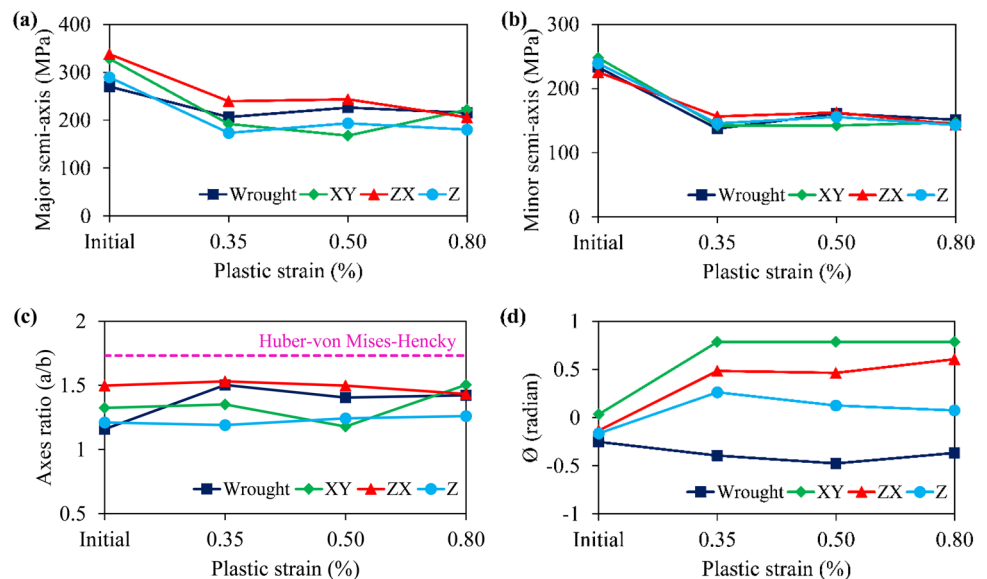 (a)
400
300
200
100
0
Major semi-axis (MPa)
Wrought XY ZX Z
Initial 0.35 0.50 0.80
Plastic strain (%)
(b)
300
250
200
150
100
50
0
Minor semi-axis (MPa)
Wrought XY ZX Z
Initial 0.35 0.50 0.80
Plastic strain (%)
(c)
2
1.5
1
0.5
Axes ratio (a/b)
Huber-von Mises-Hencky
Wrought XY ZX Z
Initial 0.35 0.50 0.80
Plastic strain (%)
(d)
1
0.5
0
-0.5
-1
Ø (radian)
Wrought XY ZX Z
Initial 0.35 0.50 0.80
Plastic strain (%)